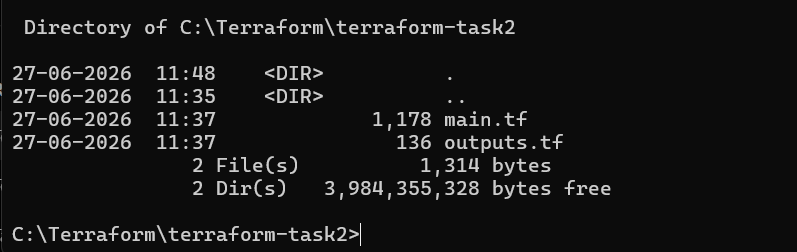 Directory of C:\Terraform\terraform-task2
27-06-2026  11:48    <DIR>          .
27-06-2026  11:35    <DIR>          ..
27-06-2026  11:37             1,178 main.tf
27-06-2026  11:37               136 outputs.tf
               2 File(s)          1,314 bytes
               2 Dir(s)   3,984,355,328 bytes free
C:\Terraform\terraform-task2>